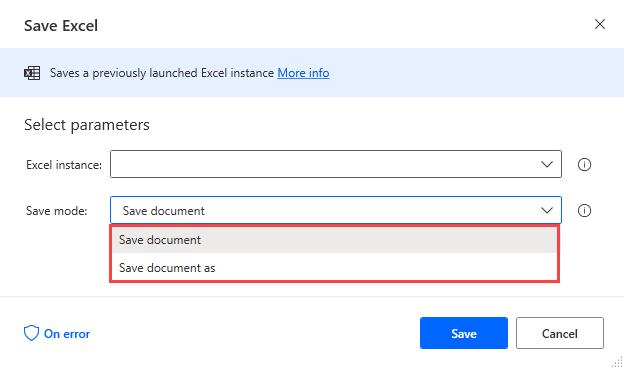 Save Excel
Saves a previously launched Excel instance More info
Select parameters
Excel instance:
Save mode: Save document
Save document
Save document as
On error Save Cancel